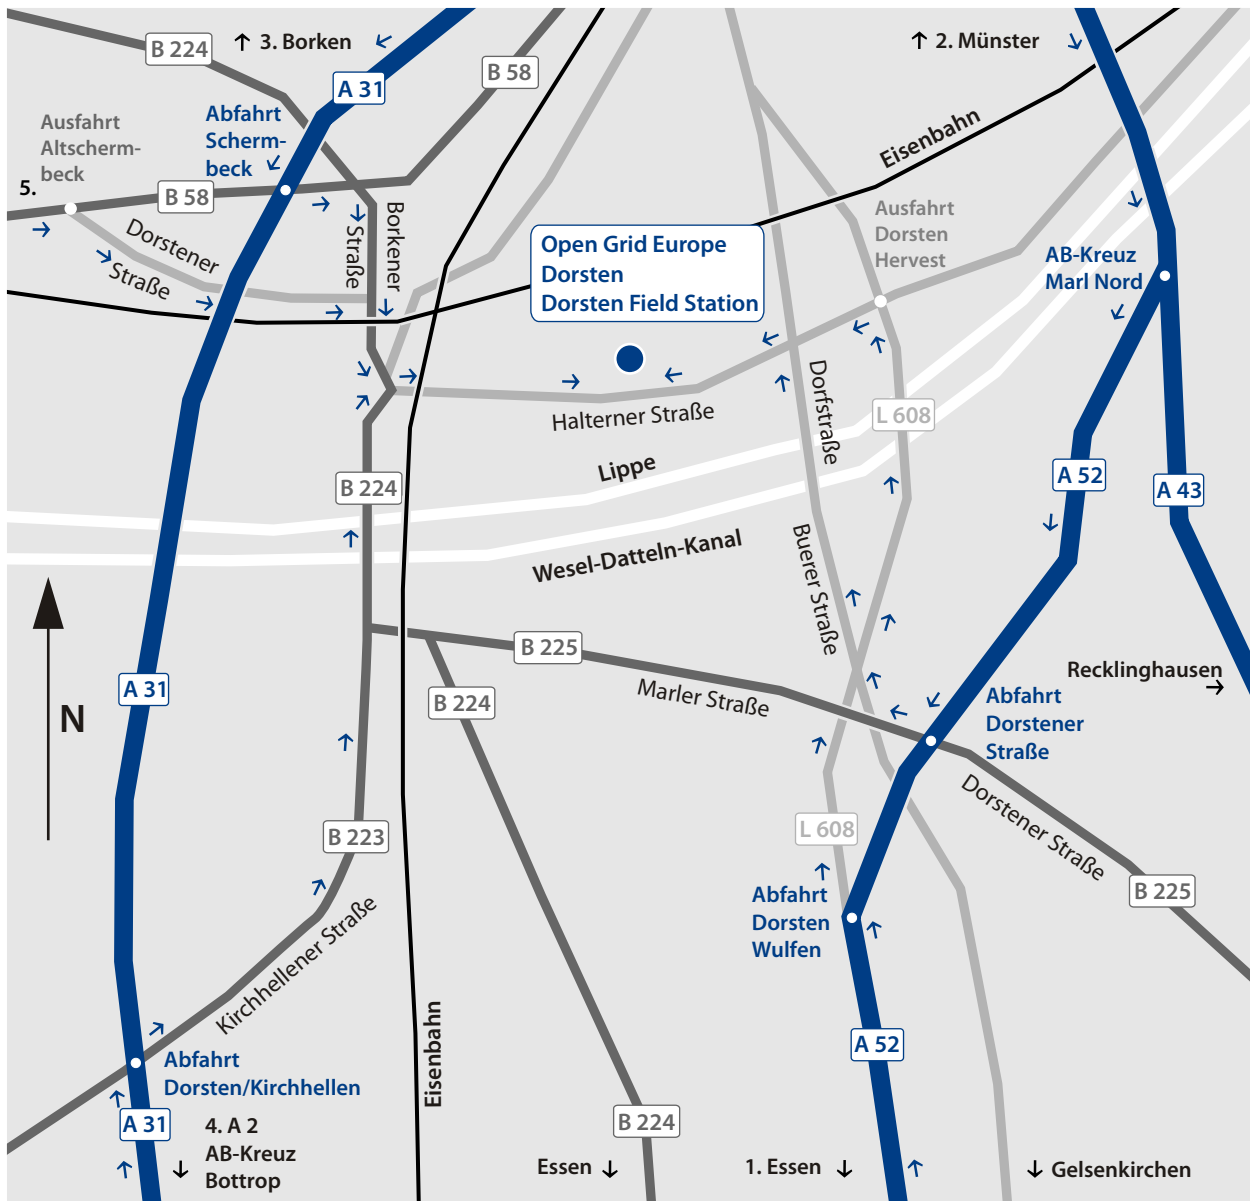 B 224
↑ 3. Borken
A 31
B 58
↑ 2. Münster
Abfahrt
Scherm-
beck
Ausfahrt
Altscherm-
beck
5.
B 58
Dorstener
Straße
Borkener
Straße
Eisenbahn
Open Grid Europe
Dorsten
Dorsten Field Station
Ausfahrt
Dorsten
Hervest
AB-Kreuz
Marl Nord
Halterner Straße
Dorfstraße
L 608
Lippe
B 224
A 52
A 43
Wesel-Datteln-Kanal
Buerer Straße
N
A 31
B 225
Marler Straße
B 224
Recklinghausen
→
Abfahrt
Dorstener
Straße
Dorstener Straße
B 223
L 608
B 225
Abfahrt
Dorsten
Wulfen
Kirchhellener Straße
Eisenbahn
A 52
Abfahrt
Dorsten/Kirchhellen
A 31
4. A 2
AB-Kreuz
↓ Bottrop
B 224
Essen ↓
1. Essen ↓
↓ Gelsenkirchen